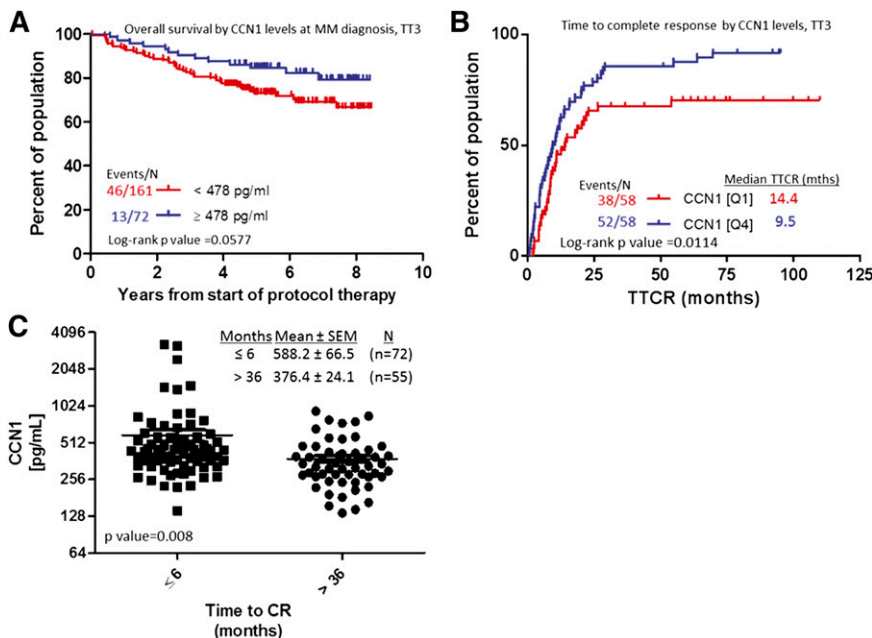 A
Overall survival by CCN1 levels at MM diagnosis, TT3
Percent of population
100
80
60
40
20
0
Events/N
46/161 < 478 pg/ml
13/72 ≥ 478 pg/ml
Log-rank p value =0.0577
0 2 4 6 8 10
Years from start of protocol therapy
B
Time to complete response by CCN1 levels, TT3
Percent of population
100
50
0
Events/N Median TTCR (mths)
38/58 CCN1 [Q1] 14.4
52/58 CCN1 [Q4] 9.5
Log-rank p value =0.0114
0 25 50 75 100 125
TTCR (months)
C
CCN1
[pg/mL]
4096
2048
1024
512
256
128
64
Months Mean ± SEM N
≤ 6 588.2 ± 66.5 (n=72)
> 36 376.4 ± 24.1 (n=55)
p value=0.008
≤ 6 > 36
Time to CR
(months)